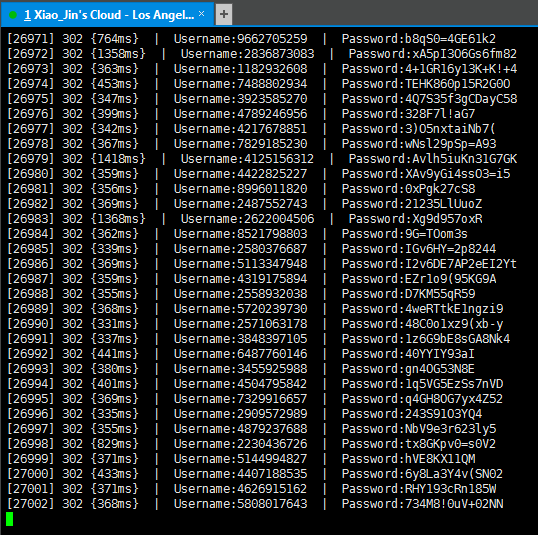 1 Xiao_Jin's Cloud - Los Angel...
[26971] 302 {764ms} | Username:9662705259 | Password:b8qS0=4GE61k2
[26972] 302 {1358ms} | Username:2836873083 | Password:xA5pI3O6Gs6fm82
[26973] 302 {363ms} | Username:1182932608 | Password:4+1GR16y13K+K!+4
[26974] 302 {453ms} | Username:7488802934 | Password:TEHK860p15R2G0O
[26975] 302 {347ms} | Username:3923585270 | Password:4Q7S35f3gCDayC58
[26976] 302 {399ms} | Username:4789246956 | Password:328F7l!aG7
[26977] 302 {342ms} | Username:4217678851 | Password:3)O5nxtaiNb7(
[26978] 302 {367ms} | Username:7829185230 | Password:wNsl29pSp=A93
[26979] 302 {1418ms} | Username:4125156312 | Password:Avlh5iuKn31G7GK
[26980] 302 {359ms} | Username:4422825227 | Password:XAv9yGi4ssO3=i5
[26981] 302 {356ms} | Username:8996011820 | Password:0xPgk27cS8
[26982] 302 {369ms} | Username:2487552743 | Password:21235LlUuoZ
[26983] 302 {1368ms} | Username:2622004506 | Password:Xg9d957oxR
[26984] 302 {362ms} | Username:8521798803 | Password:9G=TOom3s
[26985] 302 {339ms} | Username:2580376687 | Password:IGv6HY=2p8244
[26986] 302 {369ms} | Username:5113347948 | Password:I2v6DE7AP2eEI2Yt
[26987] 302 {359ms} | Username:4319175894 | Password:EZr1o9(95KG9A
[26988] 302 {355ms} | Username:2558932038 | Password:D7KM55qR59
[26989] 302 {368ms} | Username:5720239730 | Password:4weRTtkE1ngzi9
[26990] 302 {331ms} | Username:2571063178 | Password:48C0o1xz9(xb-y
[26991] 302 {337ms} | Username:3848397105 | Password:1z6G9bE8sGA8Nk4
[26992] 302 {441ms} | Username:6487760146 | Password:40YYIY93aI
[26993] 302 {380ms} | Username:3455925988 | Password:gn4OG53N8E
[26994] 302 {401ms} | Username:4504795842 | Password:1q5VG5EzSs7nVD
[26995] 302 {369ms} | Username:7329916657 | Password:q4GH8OG7yx4Z52
[26996] 302 {335ms} | Username:2909572989 | Password:243S91O3YQ4
[26997] 302 {355ms} | Username:4879237688 | Password:NbV9e3r623ly5
[26998] 302 {829ms} | Username:2230436726 | Password:tx8GKpv0=s0V2
[26999] 302 {371ms} | Username:5144994827 | Password:hVE8KX1lQM
[27000] 302 {433ms} | Username:4407188535 | Password:6y8La3Y4v(SN02
[27001] 302 {371ms} | Username:4626915162 | Password:RHY193cRn185W
[27002] 302 {368ms} | Username:5808017643 | Password:734M8!0uV+02NN